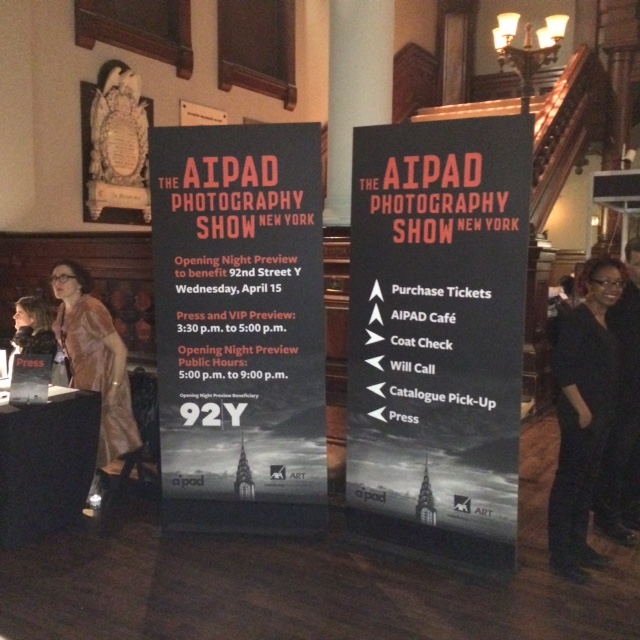 THE AIPAD
PHOTOGRAPHY
SHOW NEW YORK
Opening Night Preview
to benefit 92nd Street Y
Wednesday, April 15
Press and VIP Preview:
3:30 p.m. to 5:00 p.m.
Opening Night Preview
Public Hours:
5:00 p.m. to 9:00 p.m.
Opening Night Preview Beneficiary
92Y
aipad
AXA ART
THE AIPAD
PHOTOGRAPHY
SHOW NEW YORK
Purchase Tickets
AIPAD Café
Coat Check
Will Call
Catalogue Pick-Up
Press
aipad
AXA ART
Press